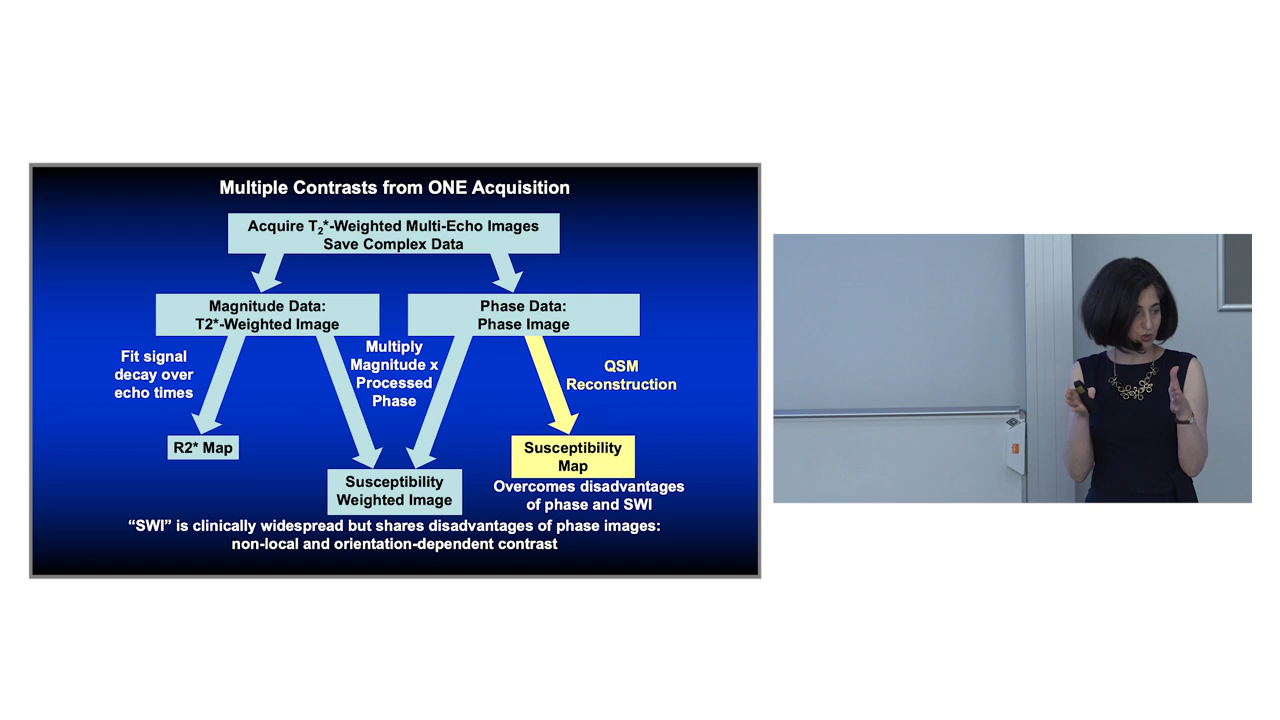 Multiple Contrasts from ONE Acquisition
Acquire T₂*-Weighted Multi-Echo Images
Save Complex Data
Magnitude Data:
T2*-Weighted Image
Phase Data:
Phase Image
Fit signal
decay over
echo times
Multiply
Magnitude x
Processed
Phase
QSM
Reconstruction
R2* Map
Susceptibility
Weighted Image
Susceptibility
Map
Overcomes disadvantages
of phase and SWI
“SWI” is clinically widespread but shares disadvantages of phase images:
non-local and orientation-dependent contrast